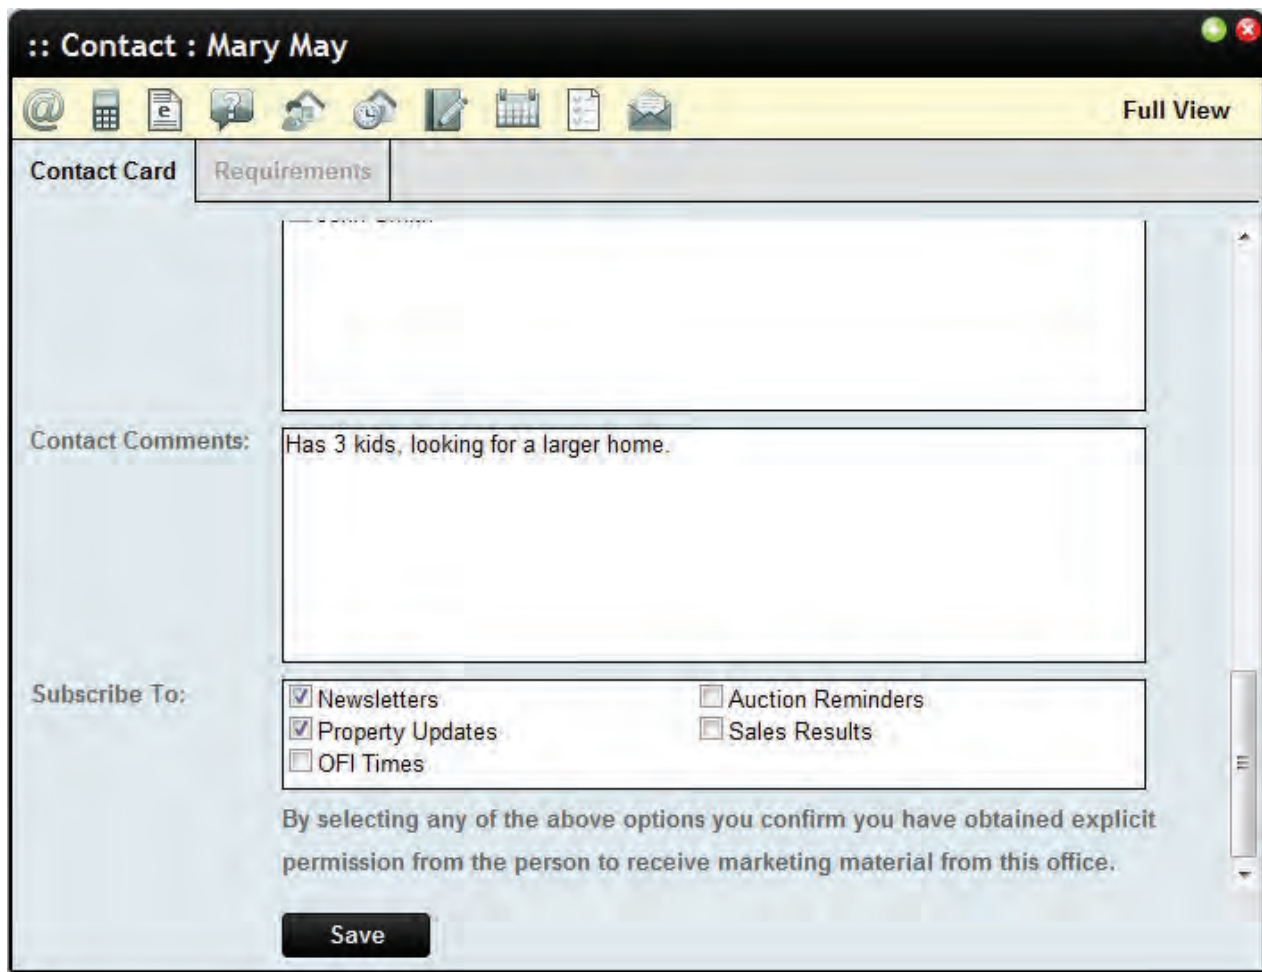 :: Contact : Mary May
Full View
Contact Card
Requirements
Contact Comments:
Has 3 kids, looking for a larger home.
Subscribe To:
Newsletters
Auction Reminders
Property Updates
Sales Results
OFI Times
By selecting any of the above options you confirm you have obtained explicit
permission from the person to receive marketing material from this office.
Save